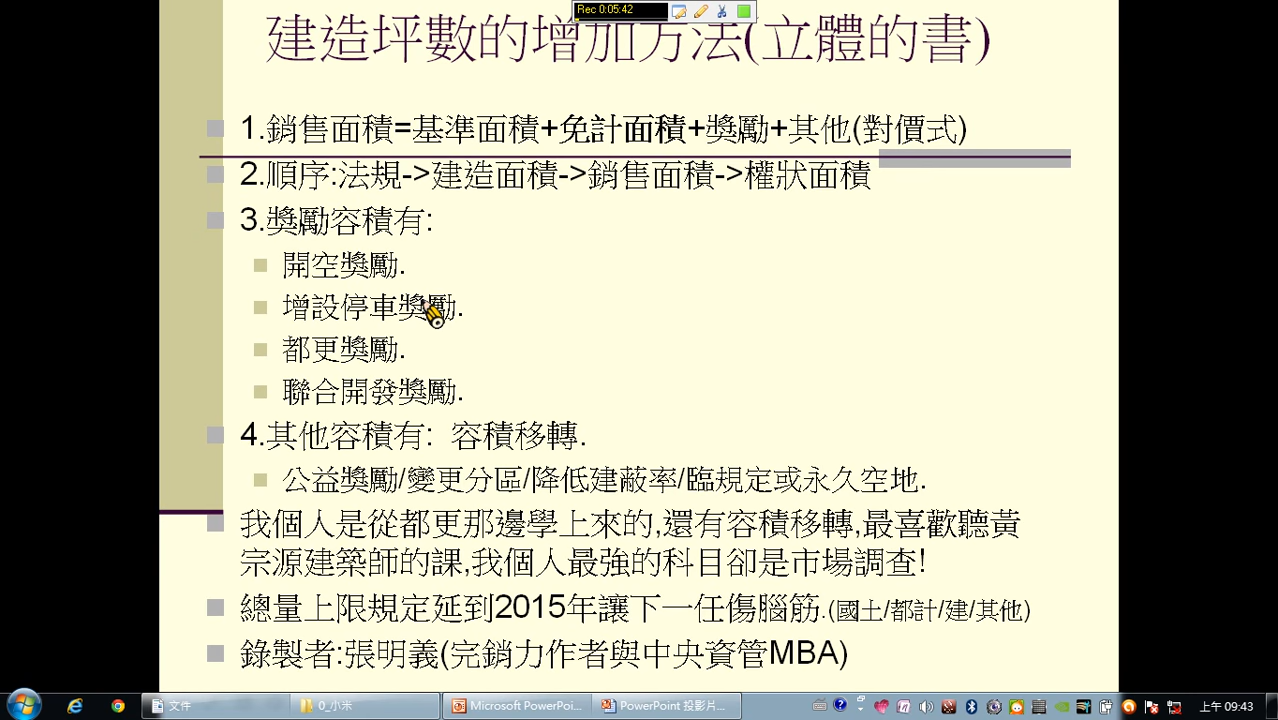 Rec 0:05:42
建造坪數的增加方法(立體的書)
1.銷售面積=基準面積+免計面積+獎勵+其他(對價式)
2.順序:法規->建造面積->銷售面積->權狀面積
3.獎勵容積有:
開空獎勵.
增設停車獎勵.
都更獎勵.
聯合開發獎勵.
4.其他容積有: 容積移轉.
公益獎勵/變更分區/降低建蔽率/臨規定或永久空地.
我個人是從都更那邊學上來的,還有容積移轉,最喜歡聽黃
宗源建築師的課,我個人最強的科目卻是市場調查!
總量上限規定延到2015年讓下一任傷腦筋.(國土/都計/建/其他)
錄製者:張明義(完銷力作者與中央資管MBA)
文件
0_小米
Microsoft PowerPoi...
PowerPoint 投影片...
上午 09:43